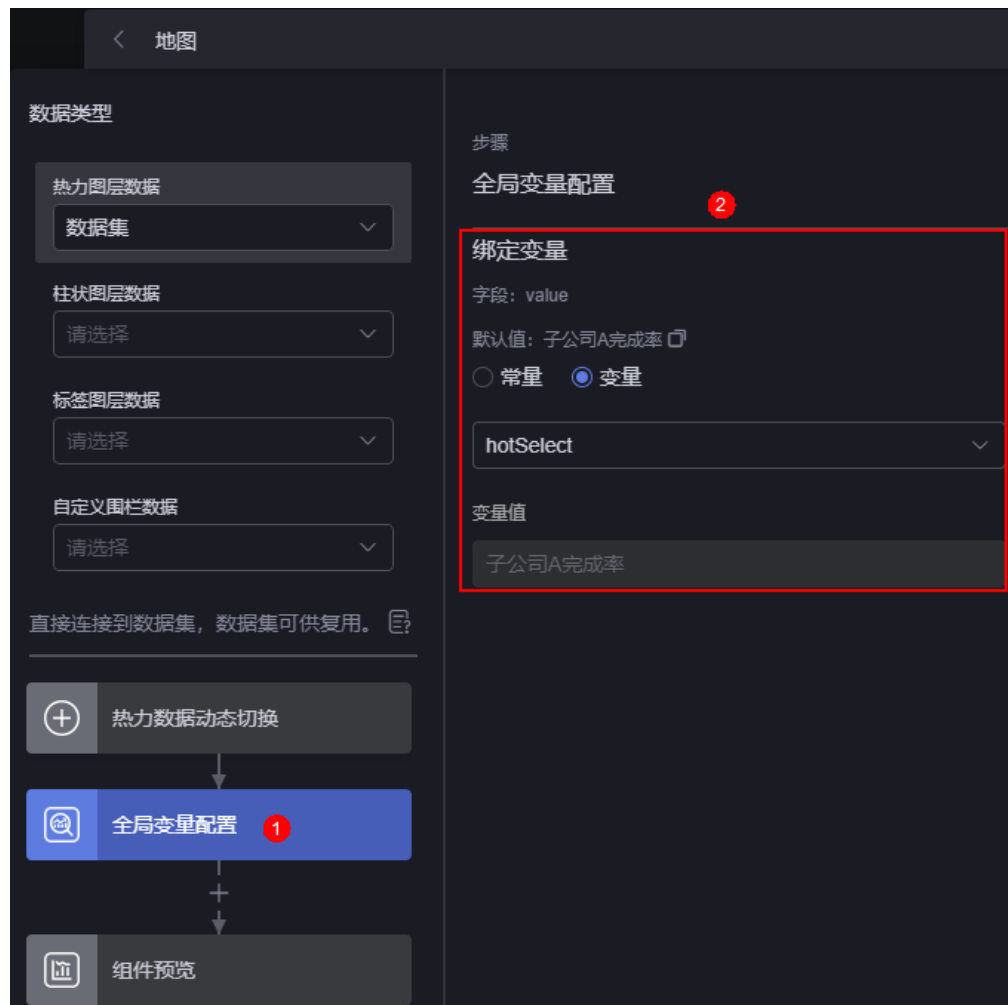 地图
数据类型
热力图层数据
数据集
柱状图层数据
请选择
标签图层数据
请选择
自定义围栏数据
请选择
直接连接到数据集，数据集可供复用。
热力数据动态切换
全局变量配置 1
组件预览
步骤
全局变量配置
2
绑定变量
字段：value
默认值：子公司A完成率
常量 变量
hotSelect
变量值
子公司A完成率